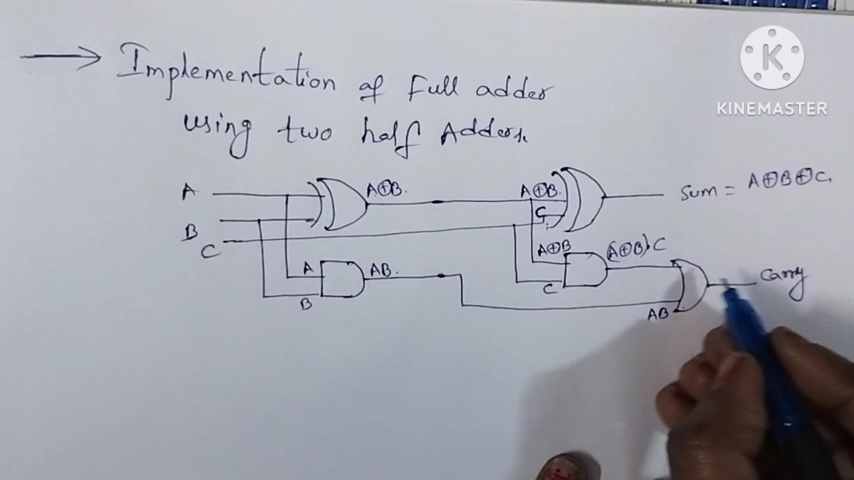 Implementation of Full adder
using two half Adders
A
B
C
A⊕B.
A
B
AB.
A⊕B.
C
A⊕B
C
(A⊕B).C
AB
Sum = A⊕B⊕C.
Carry
K
KINEMASTER